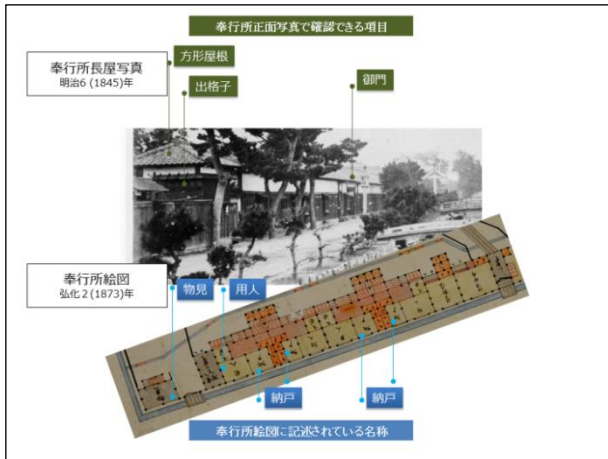 奉行所正面写真で確認できる項目
方形屋根
奉行所長屋写真
明治6 (1845)年
出格子
御門
奉行所絵図
弘化2 (1873)年
物見
用人
納戸
納戸
奉行所絵図に記述されている名称